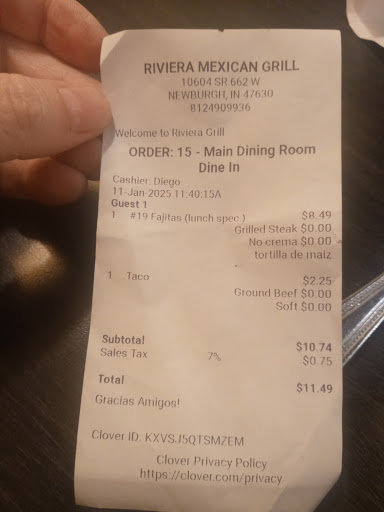 RIVIERA MEXICAN GRILL
10604 SR 662 W
NEWBURGH, IN 47630
8124909936
Welcome to Riviera Grill
ORDER: 15 - Main Dining Room
Dine In
Cashier: Diego
11-Jan-2025 11:40:15A
Guest 1
1 #19 Fajitas (lunch spec.) $8.49
Grilled Steak $0.00
No crema $0.00
tortilla de maiz
1 Taco $2.25
Ground Beef $0.00
Soft $0.00
Subtotal $10.74
Sales Tax 7% $0.75
Total $11.49
Gracias Amigos!
Clover ID: KXVSJ5QTSMZEM
Clover Privacy Policy
https://clover.com/privacy